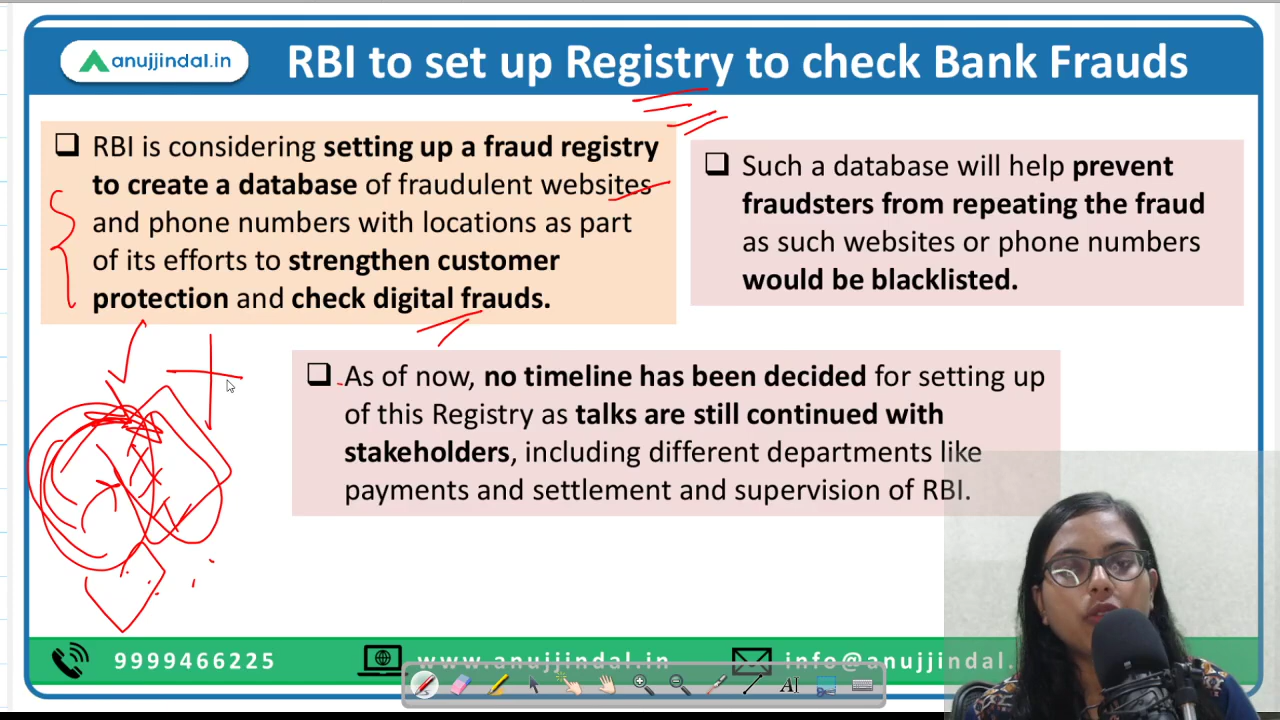 anujjindal.in
RBI to set up Registry to check Bank Frauds
RBI is considering setting up a fraud registry
to create a database of fraudulent websites
and phone numbers with locations as part
of its efforts to strengthen customer
protection and check digital frauds.
Such a database will help prevent
fraudsters from repeating the fraud
as such websites or phone numbers
would be blacklisted.
As of now, no timeline has been decided for setting up
of this Registry as talks are still continued with
stakeholders, including different departments like
payments and settlement and supervision of RBI.
9999466225
www.anujjindal.in
info@anujjindal.
AI